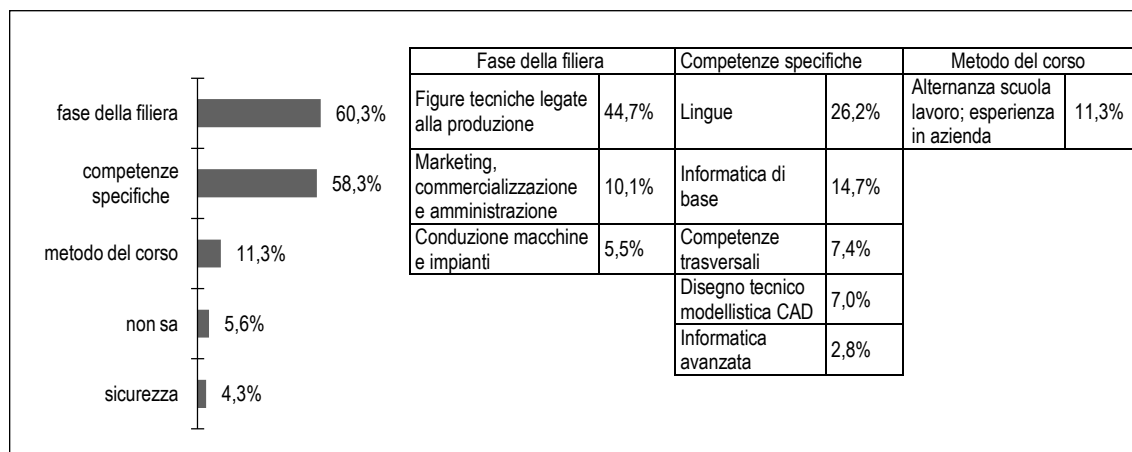 fase della filiera
60,3%
competenze
specifiche
58,3%
metodo del corso
11,3%
non sa
5,6%
sicurezza
4,3%
Fase della filiera
Competenze specifiche
Metodo del corso
Figure tecniche legate
alla produzione
44,7%
Lingue
26,2%
Alternanza scuola
lavoro; esperienza
in azienda
11,3%
Marketing,
commercializzazione
e amministrazione
10,1%
Informatica di
base
14,7%
Conduzione macchine
e impianti
5,5%
Competenze
trasversali
7,4%
Disegno tecnico
modellistica CAD
7,0%
Informatica
avanzata
2,8%